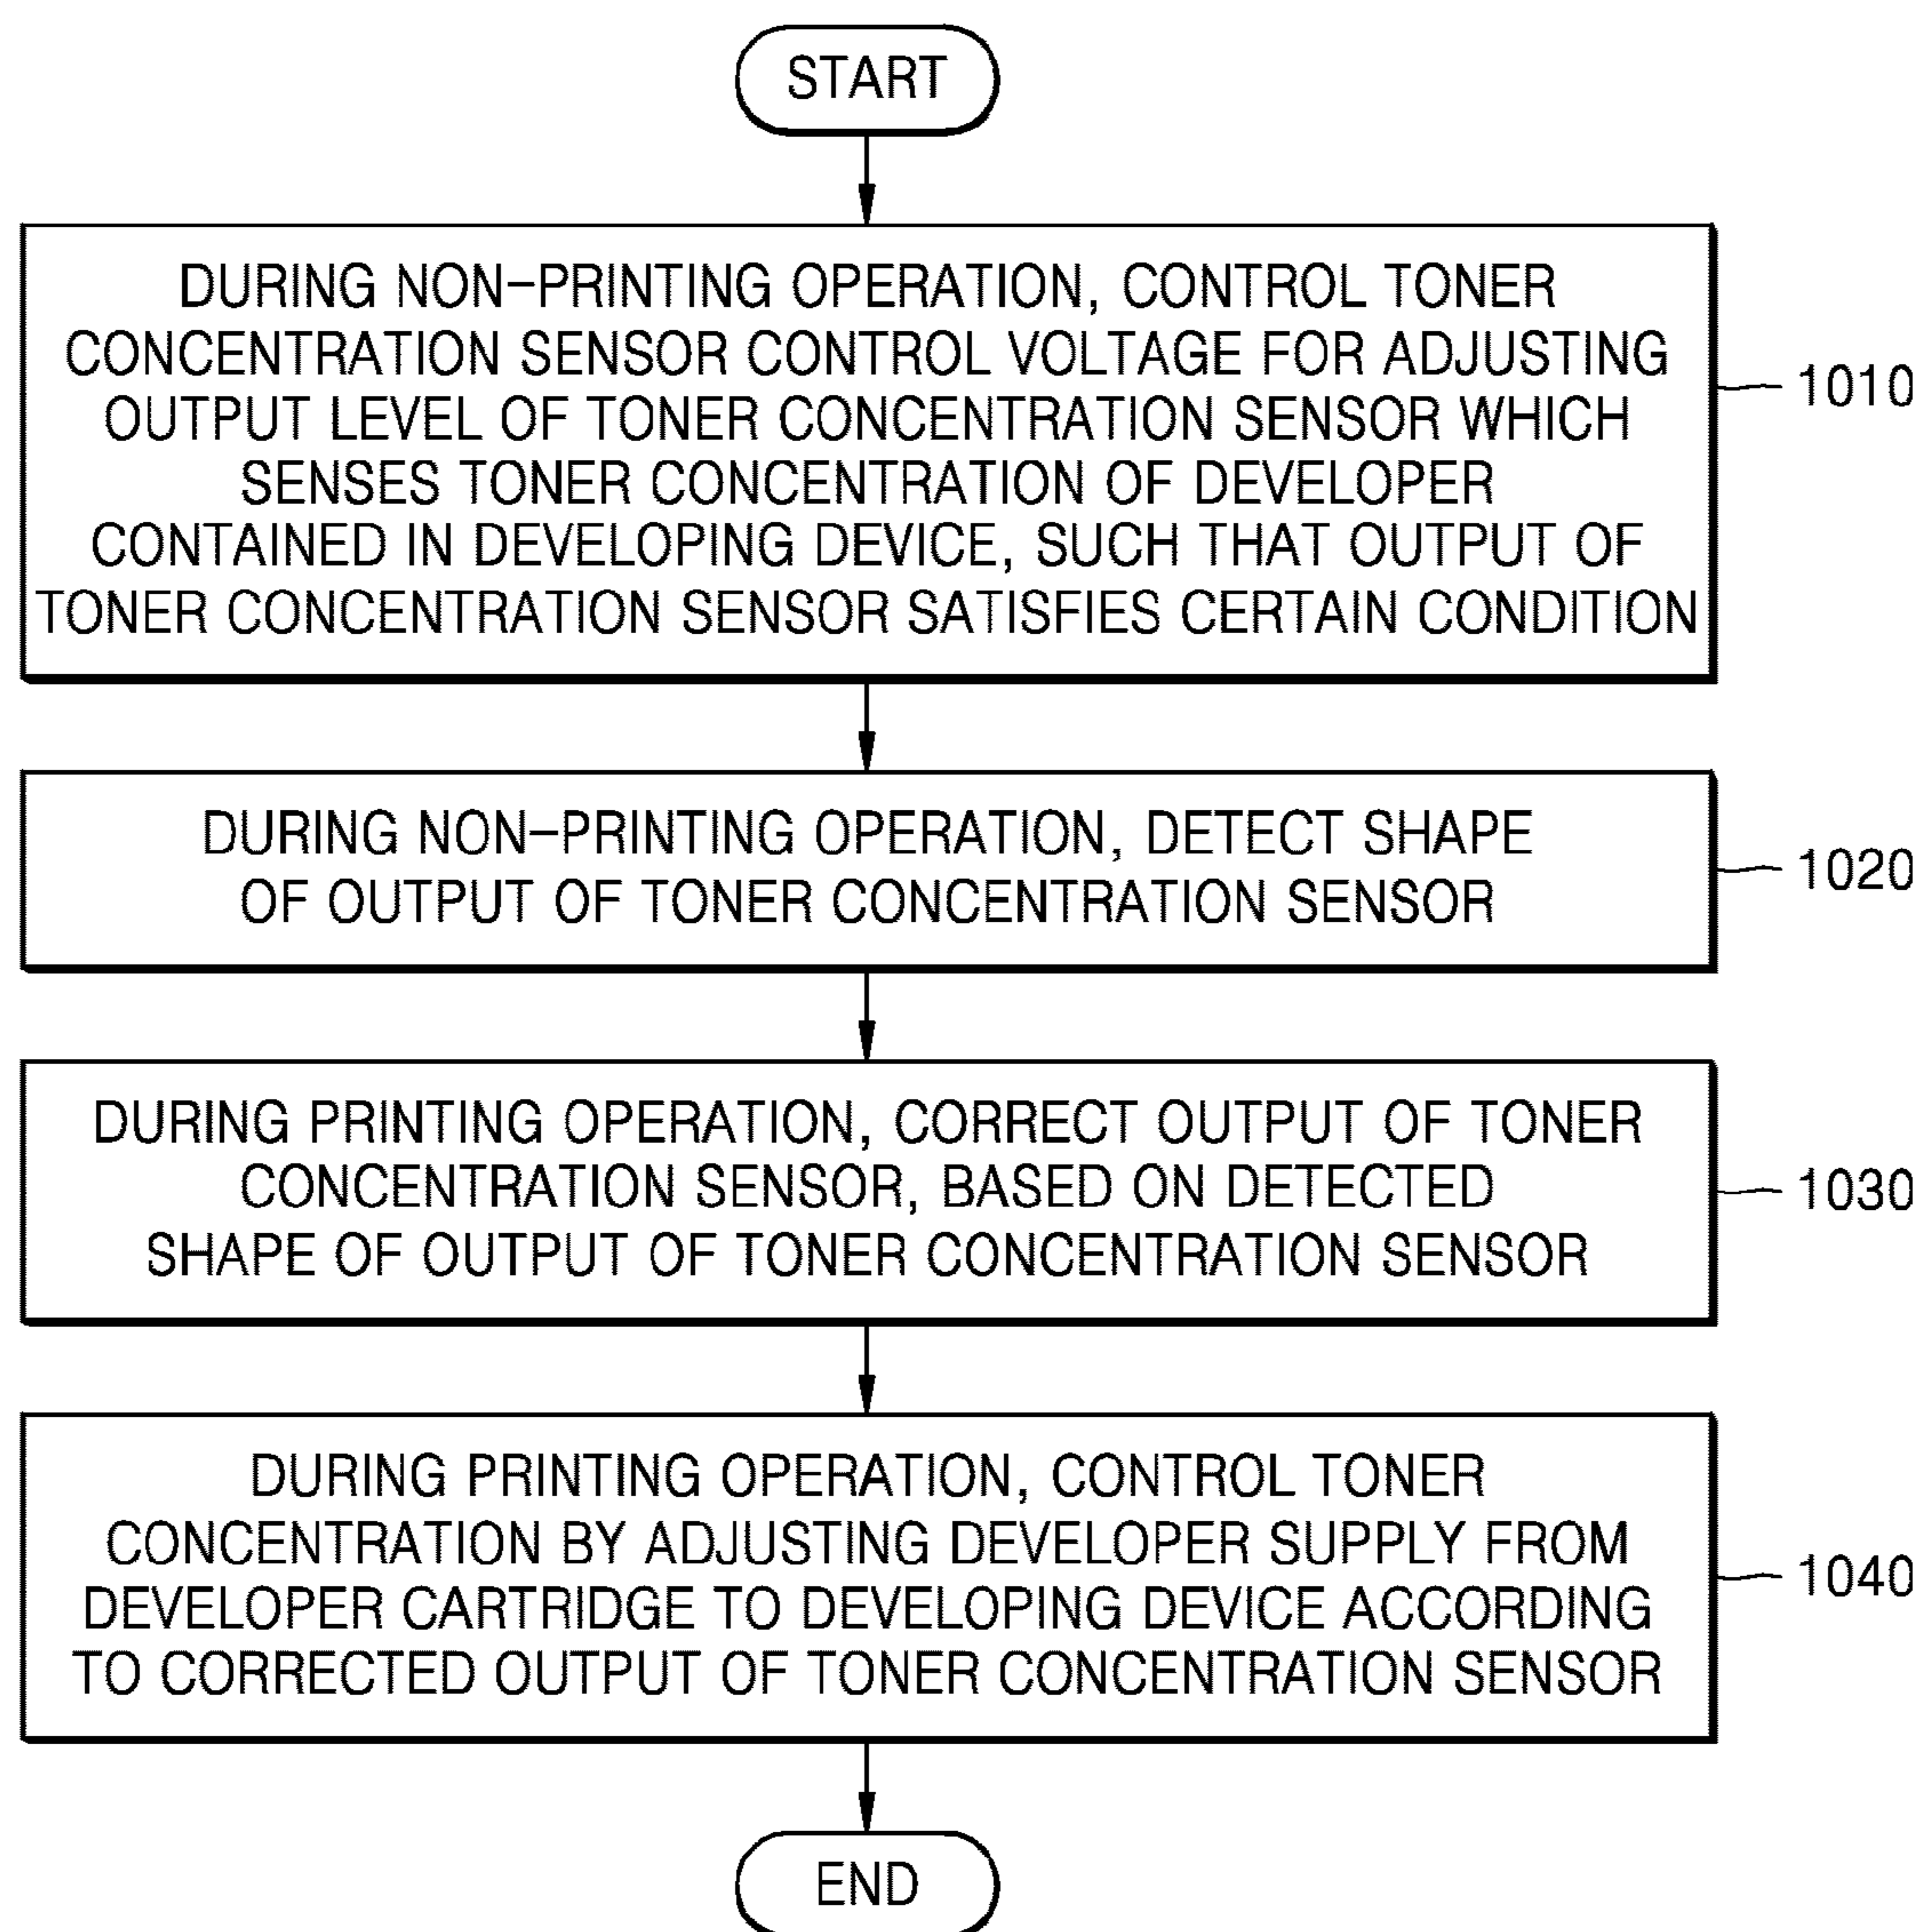 START
DURING NON-PRINTING OPERATION, CONTROL TONER
CONCENTRATION SENSOR CONTROL VOLTAGE FOR ADJUSTING
OUTPUT LEVEL OF TONER CONCENTRATION SENSOR WHICH
SENSES TONER CONCENTRATION OF DEVELOPER
CONTAINED IN DEVELOPING DEVICE, SUCH THAT OUTPUT OF
TONER CONCENTRATION SENSOR SATISFIES CERTAIN CONDITION
1010
DURING NON-PRINTING OPERATION, DETECT SHAPE
OF OUTPUT OF TONER CONCENTRATION SENSOR
1020
DURING PRINTING OPERATION, CORRECT OUTPUT OF TONER
CONCENTRATION SENSOR, BASED ON DETECTED
SHAPE OF OUTPUT OF TONER CONCENTRATION SENSOR
1030
DURING PRINTING OPERATION, CONTROL TONER
CONCENTRATION BY ADJUSTING DEVELOPER SUPPLY FROM
DEVELOPER CARTRIDGE TO DEVELOPING DEVICE ACCORDING
TO CORRECTED OUTPUT OF TONER CONCENTRATION SENSOR
1040
END